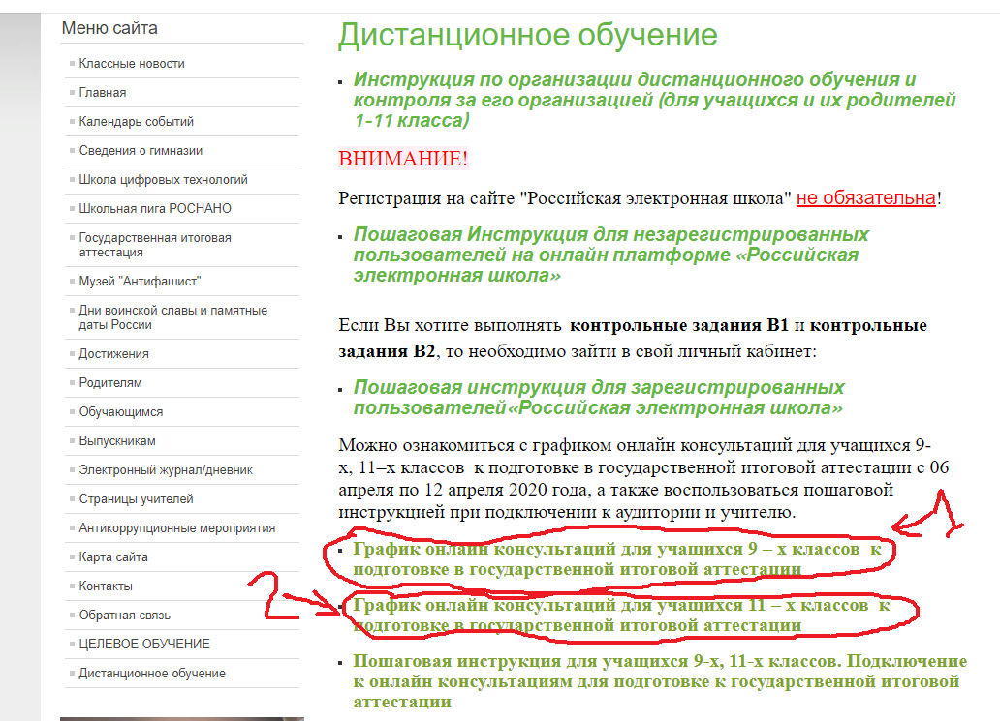 Меню сайта
Классные новости
Главная
Календарь событий
Сведения о гимназии
Школа цифровых технологий
Школьная лига РОСНАНО
Государственная итоговая
аттестация
Музей "Антифашист"
Дни воинской славы и памятные
даты России
Достижения
Родителям
Обучающимся
Выпускникам
Электронный журнал/дневник
Страницы учителей
Антикоррупционные мероприятия
Карта сайта
Контакты
Обратная связь
ЦЕЛЕВОЕ ОБУЧЕНИЕ
Дистанционное обучение
Дистанционное обучение
Инструкция по организации дистанционного обучения и
контроля за его организацией (для учащихся и их родителей
1-11 класса)
ВНИМАНИЕ!
Регистрация на сайте "Российская электронная школа" не обязательна!
Пошаговая Инструкция для незарегистрированных
пользователей на онлайн платформе «Российская
электронная школа»
Если Вы хотите выполнять контрольные задания В1 и контрольные
задания В2, то необходимо зайти в свой личный кабинет:
Пошаговая инструкция для зарегистрированных
пользователей«Российская электронная школа»
Можно ознакомиться с графиком онлайн консультаций для учащихся 9-
х, 11–х классов к подготовке в государственной итоговой аттестации с 06
апреля по 12 апреля 2020 года, а также воспользоваться пошаговой
инструкцией при подключении к аудитории и учителю.
1
График онлайн консультаций для учащихся 9 – х классов к
подготовке в государственной итоговой аттестации
2
График онлайн консультаций для учащихся 11 – х классов к
подготовке в государственной итоговой аттестации
Пошаговая инструкция для учащихся 9-х, 11-х классов. Подключение
к онлайн консультациям для подготовке к государственной итоговой
аттестации